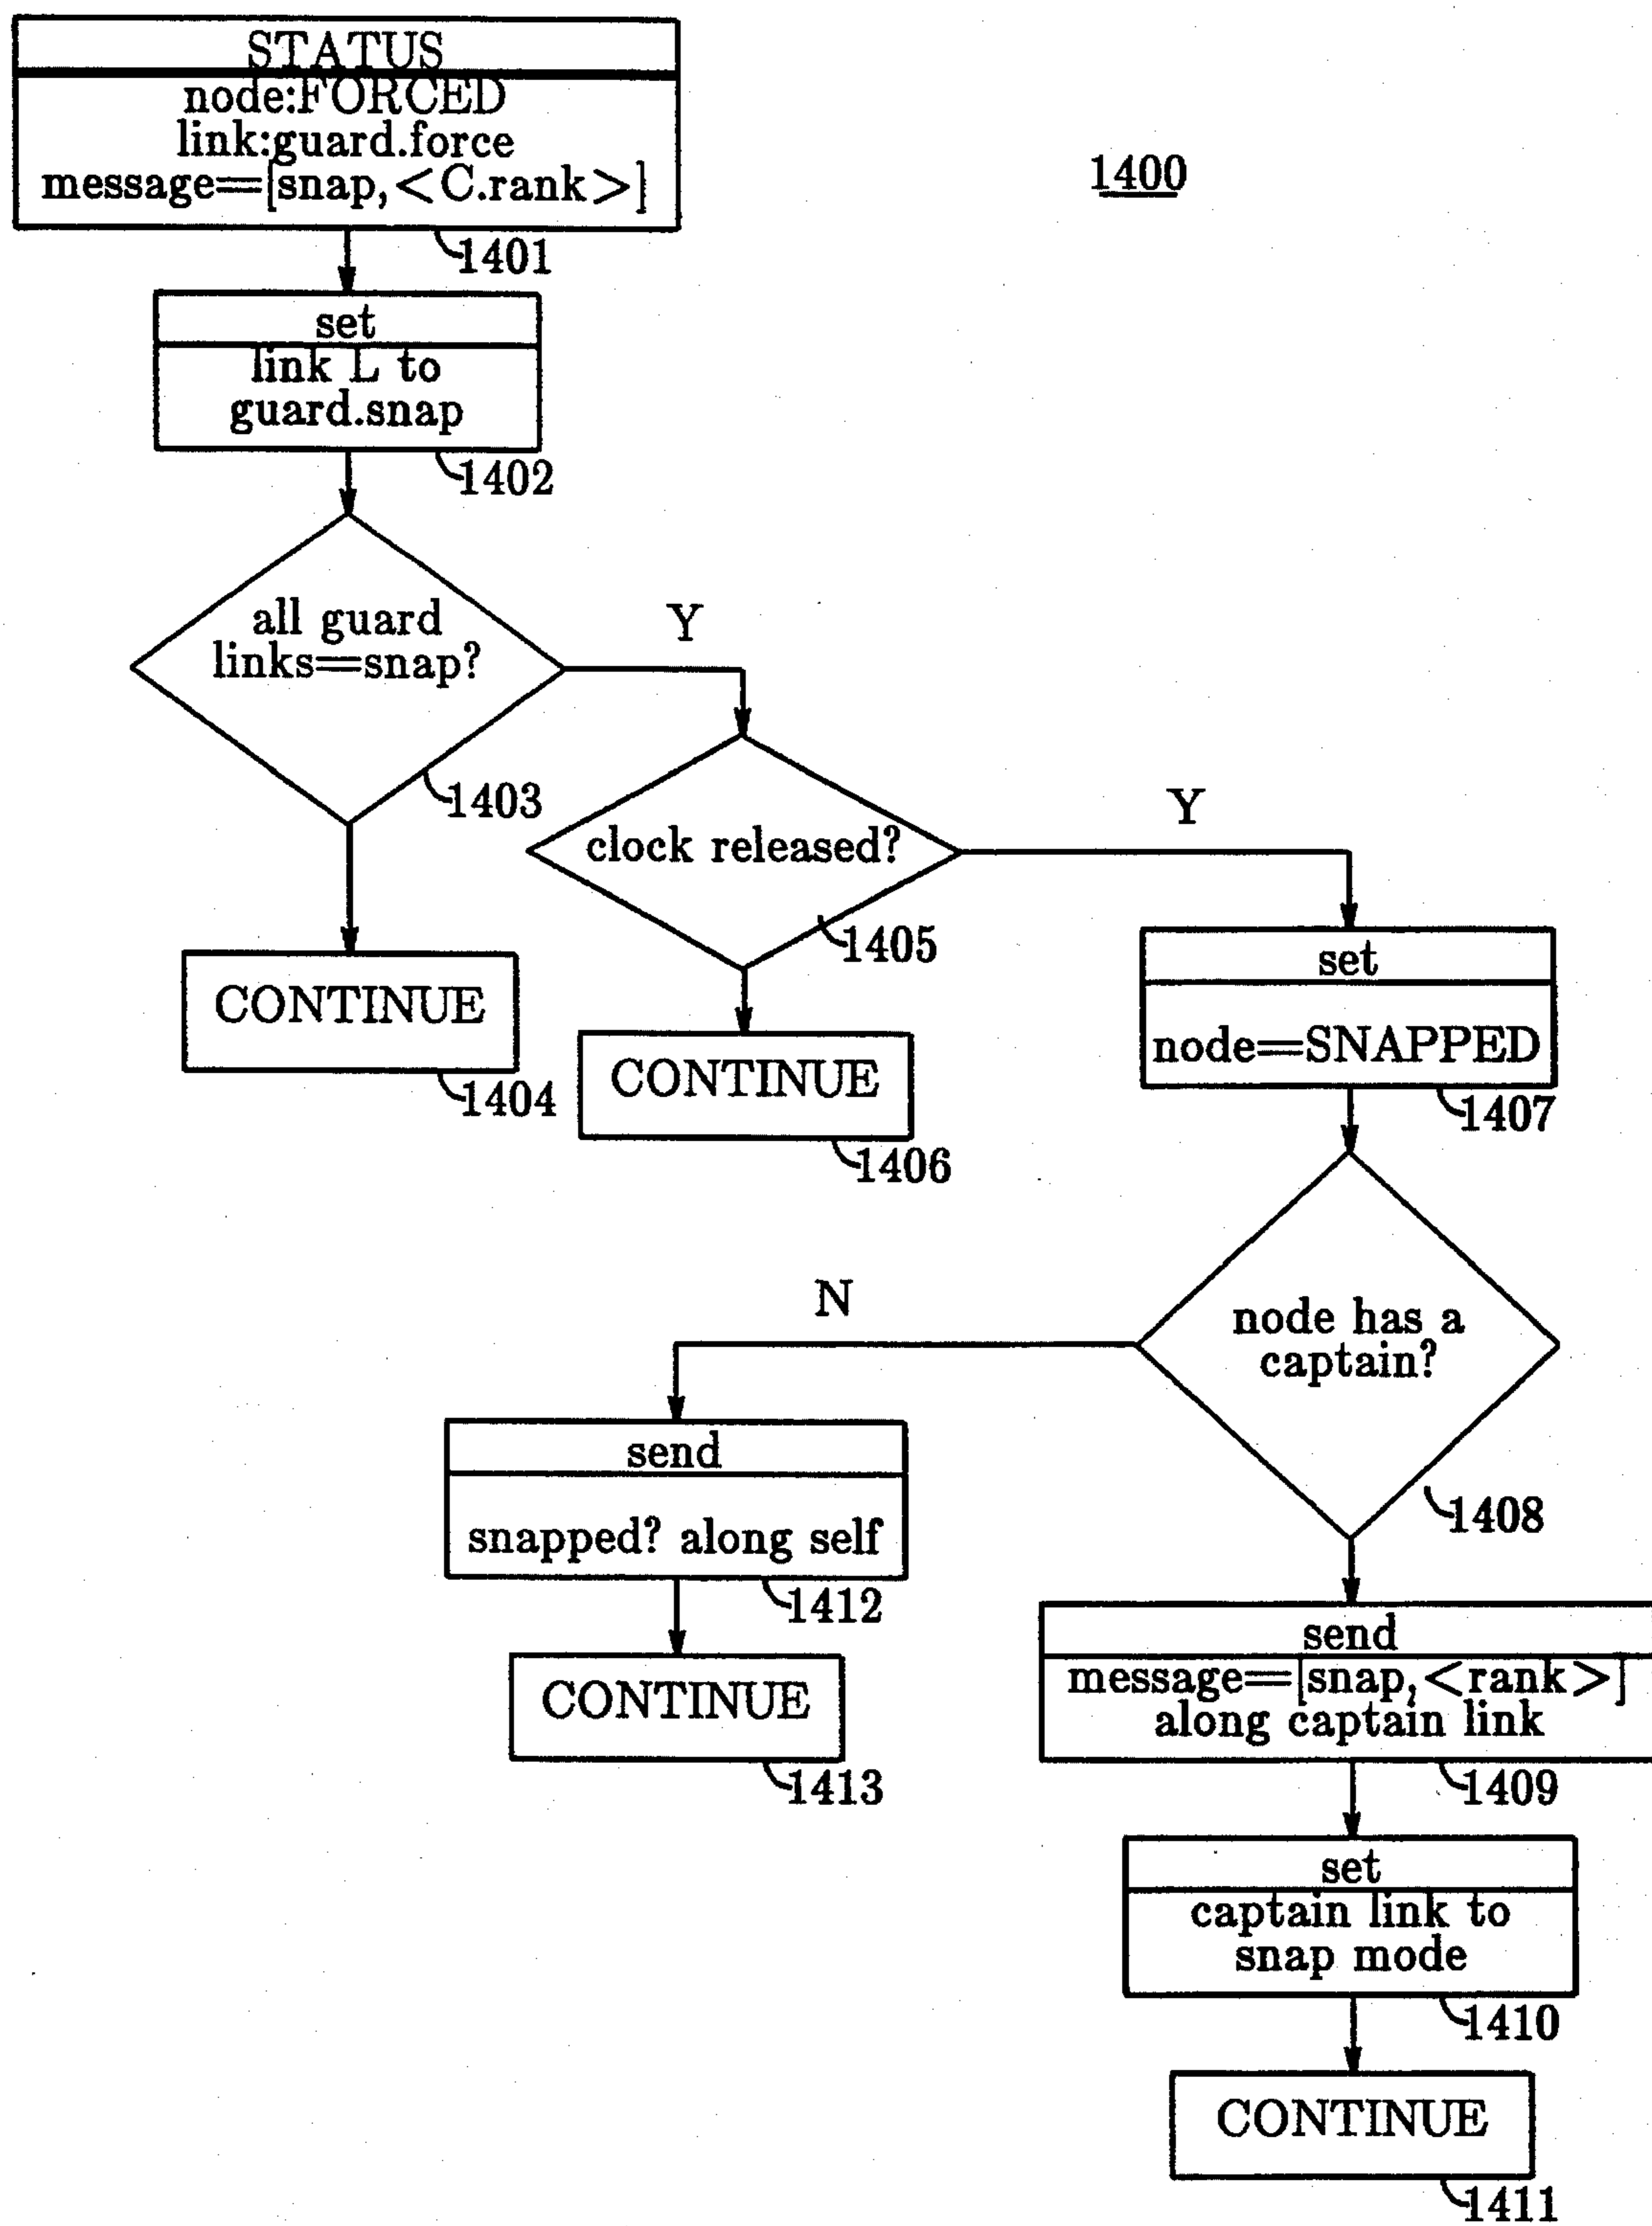 STATUS
node:FORCED
link:guard.force
message=[snap,<C.rank>]
1400
1401
set
link L to
guard.snap
1402
all guard
links=snap?
Y
1403
clock released?
Y
1405
CONTINUE
1404
CONTINUE
1406
set
node=SNAPPED
1407
node has a
captain?
N
1408
send
snapped? along self
1412
CONTINUE
1413
send
message=[snap,<rank>]
along captain link
1409
set
captain link to
snap mode
1410
CONTINUE
1411